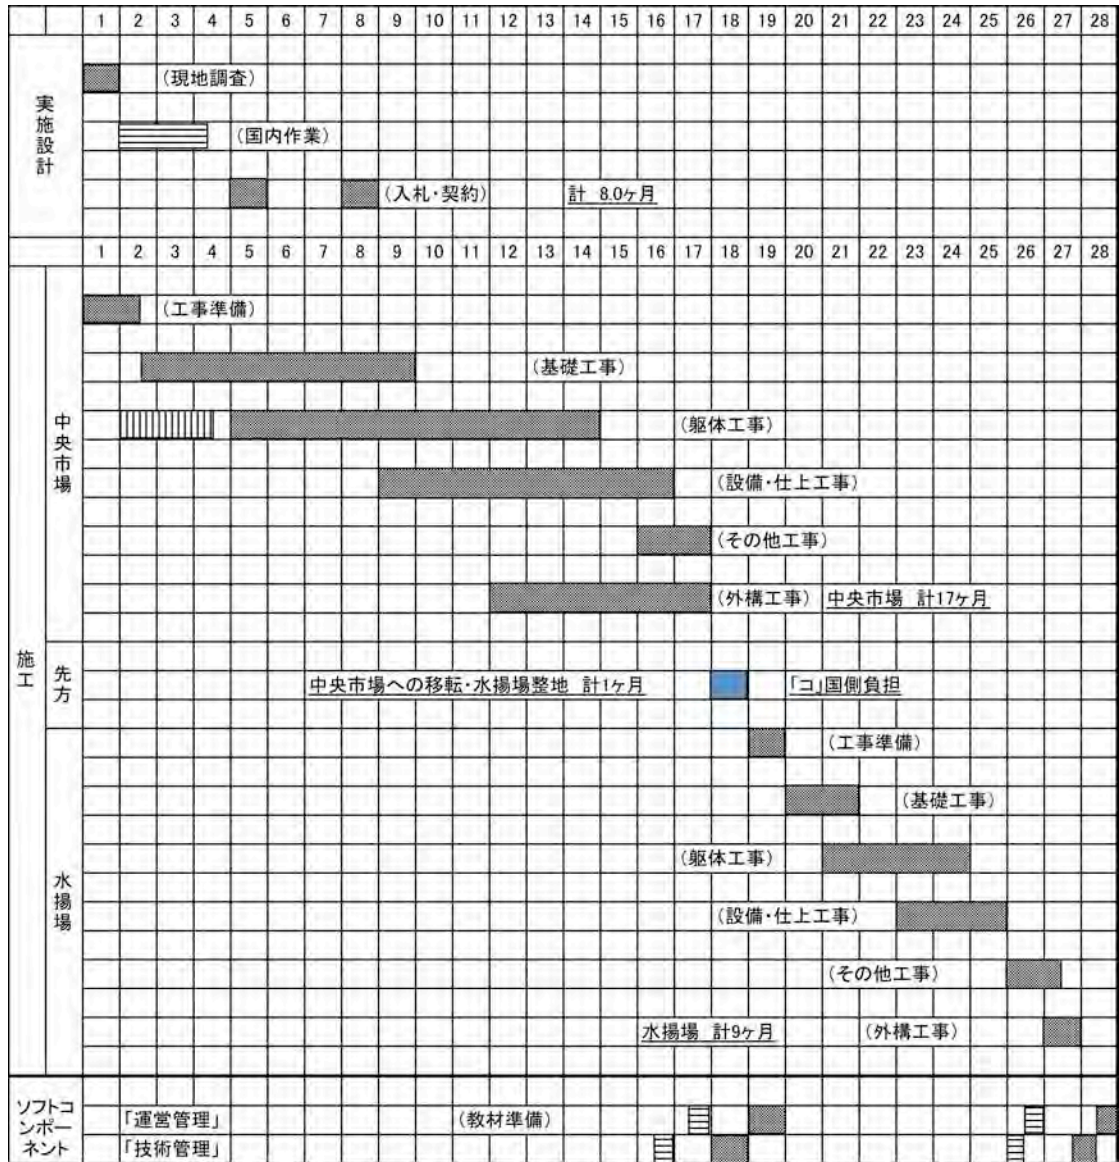 1 2 3 4 5 6 7 8 9 10 11 12 13 14 15 16 17 18 19 20 21 22 23 24 25 26 27 28
実施設計
(現地調査)
(国内作業)
(入札・契約) 計 8.0ヶ月
1 2 3 4 5 6 7 8 9 10 11 12 13 14 15 16 17 18 19 20 21 22 23 24 25 26 27 28
施工
中央市場
(工事準備)
(基礎工事)
(躯体工事)
(設備・仕上工事)
(その他工事)
(外構工事) 中央市場 計17ヶ月
先方
中央市場への移転・水揚場整地 計1ヶ月 「コ」国側負担
水揚場
(工事準備)
(基礎工事)
(躯体工事)
(設備・仕上工事)
(その他工事)
水揚場 計9ヶ月 (外構工事)
ソフトコ
ンポー
ネント
「運営管理」 (教材準備)
「技術管理」